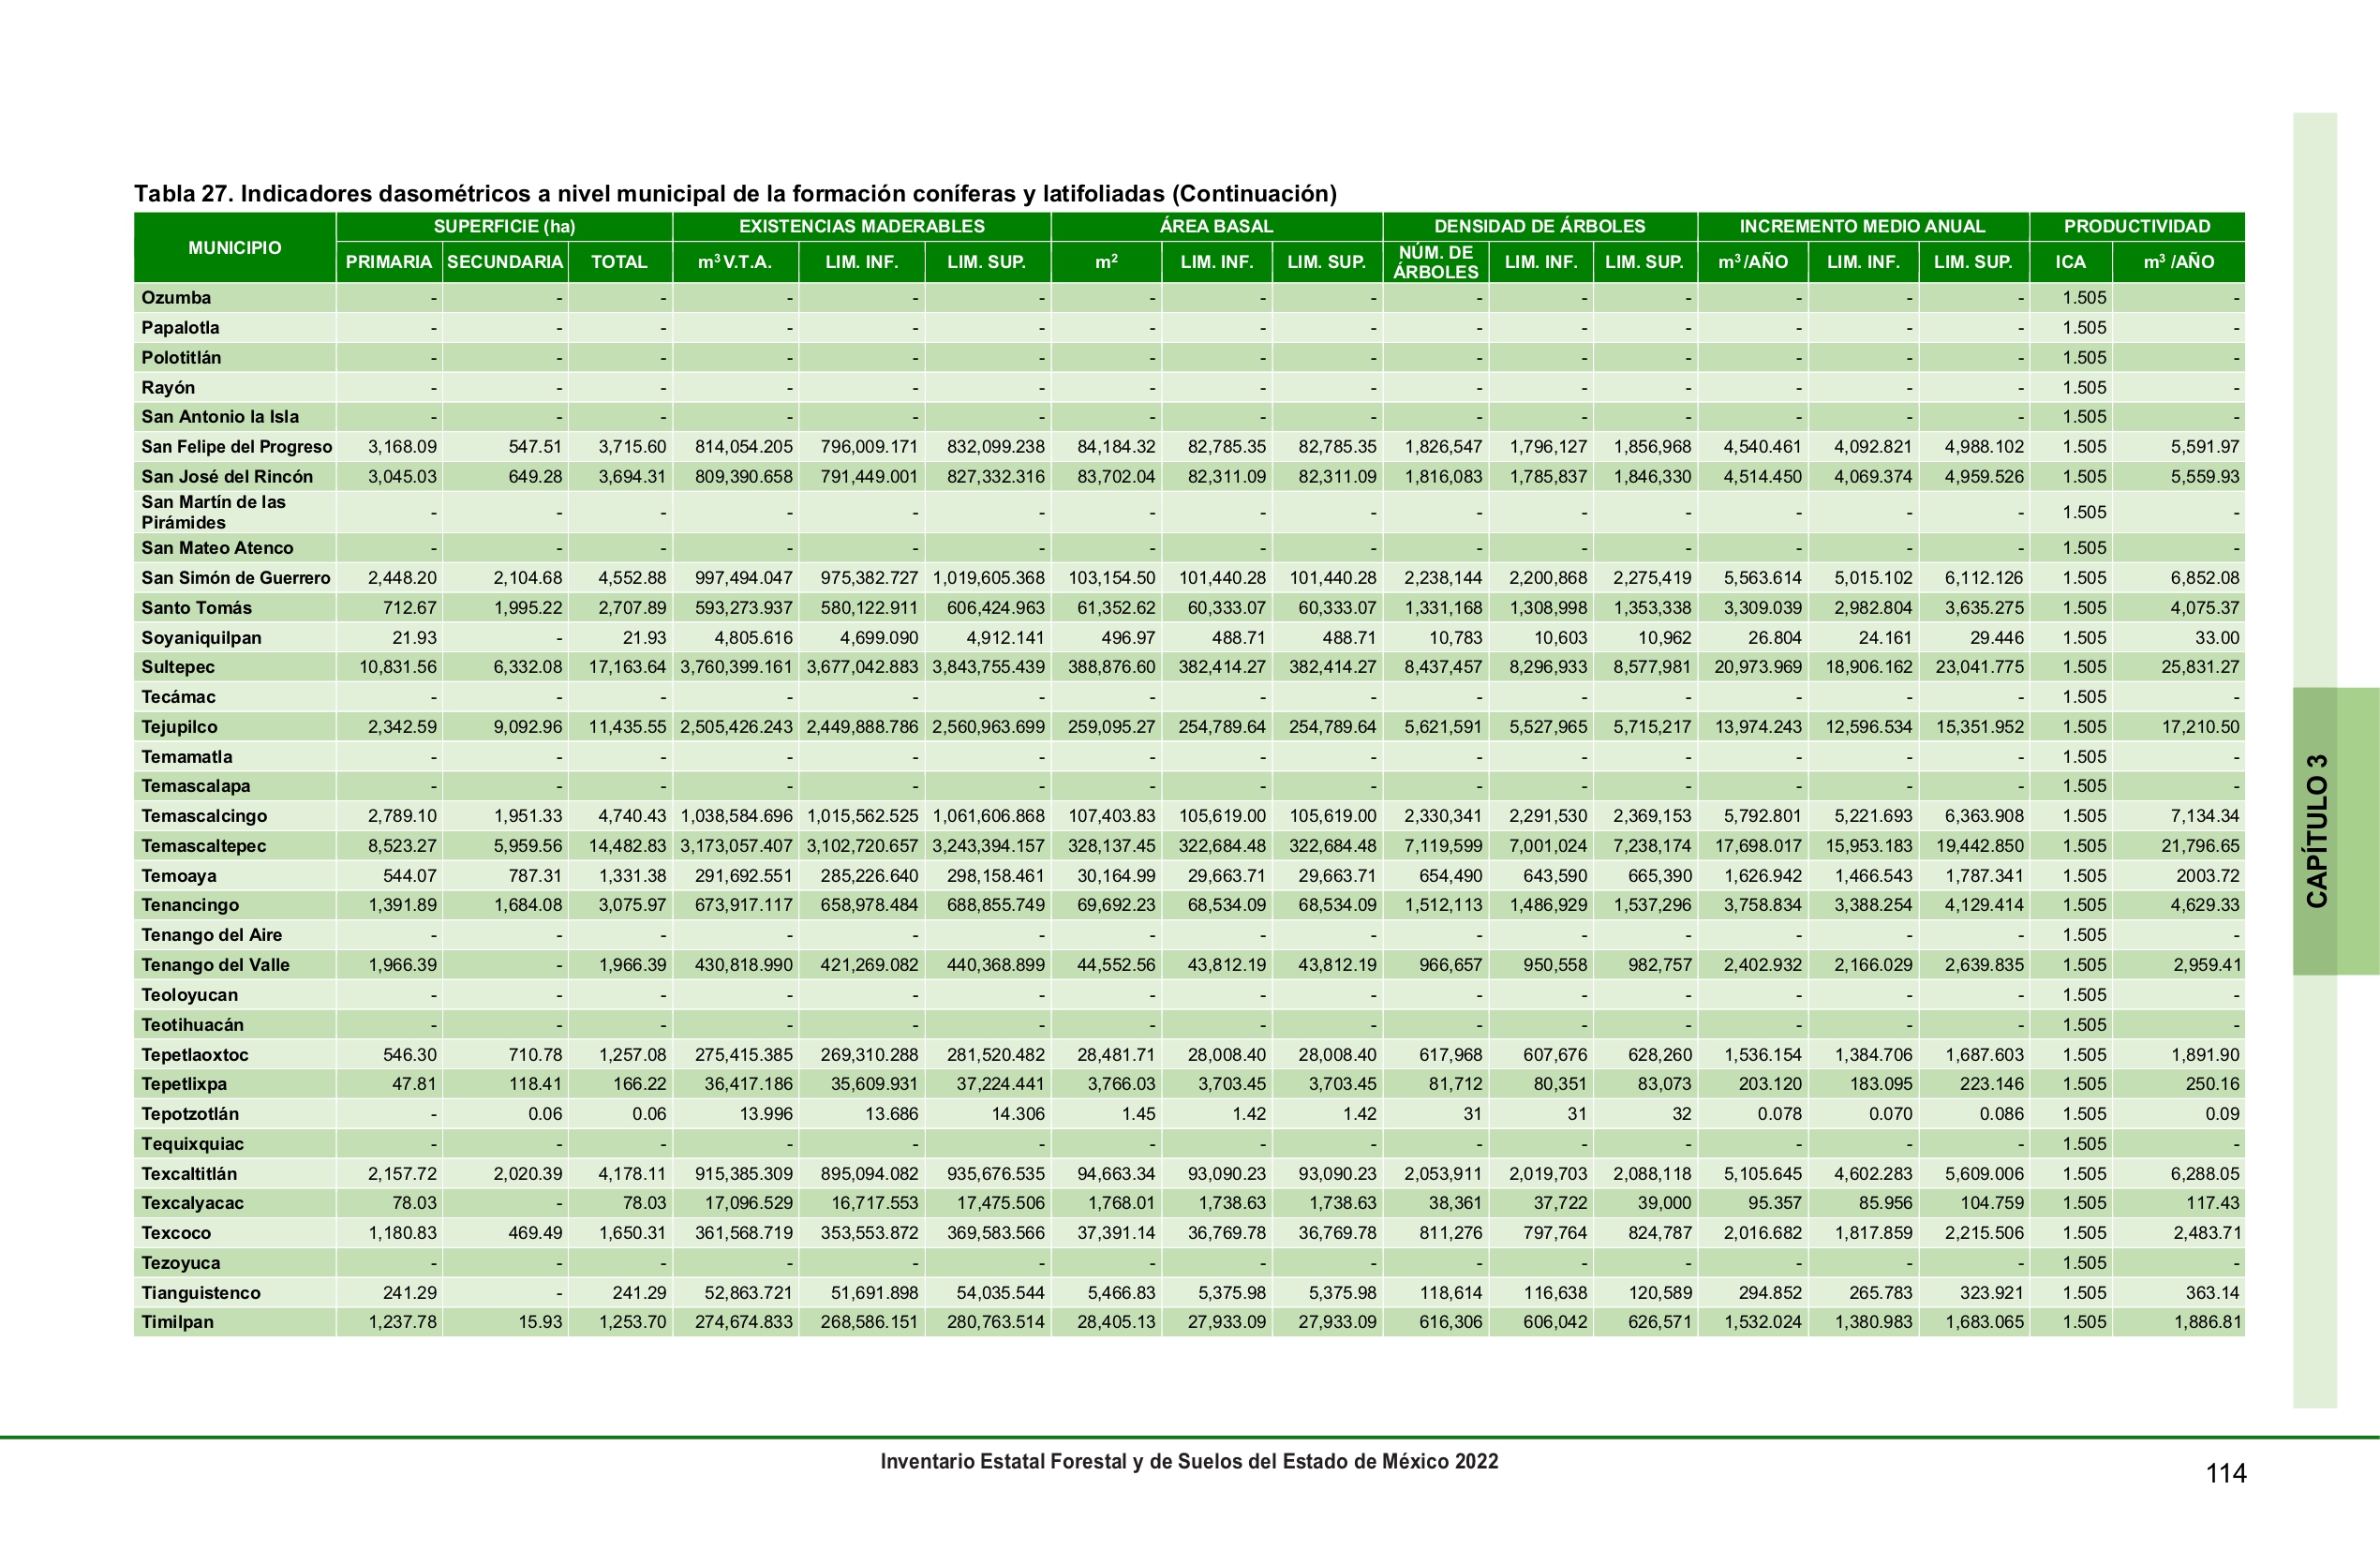 Tabla 27. Indicadores dasométricos a nivel municipal de la formación coníferas y latifoliadas (Continuación)
MUNICIPIO SUPERFICIE (ha) EXISTENCIAS MADERABLES ÁREA BASAL DENSIDAD DE ÁRBOLES INCREMENTO MEDIO ANUAL PRODUCTIVIDAD
PRIMARIA SECUNDARIA TOTAL m³ V.T.A. LIM. INF. LIM. SUP. m² LIM. INF. LIM. SUP. NÚM. DE ÁRBOLES LIM. INF. LIM. SUP. m³ /AÑO LIM. INF. LIM. SUP. ICA m³ /AÑO
Ozumba - - - - - - - - - - - - - - - 1.505 -
Papalotla - - - - - - - - - - - - - - - 1.505 -
Polotitlán - - - - - - - - - - - - - - - 1.505 -
Rayón - - - - - - - - - - - - - - - 1.505 -
San Antonio la Isla - - - - - - - - - - - - - - - 1.505 -
San Felipe del Progreso 3,168.09 547.51 3,715.60 814,054.205 796,009.171 832,099.238 84,184.32 82,785.35 82,785.35 1,826,547 1,796,127 1,856,968 4,540.461 4,092.821 4,988.102 1.505 5,591.97
San José del Rincón 3,045.03 649.28 3,694.31 809,390.658 791,449.001 827,332.316 83,702.04 82,311.09 82,311.09 1,816,083 1,785,837 1,846,330 4,514.450 4,069.374 4,959.526 1.505 5,559.93
San Martín de las Pirámides - - - - - - - - - - - - - - - 1.505 -
San Mateo Atenco - - - - - - - - - - - - - - - 1.505 -
San Simón de Guerrero 2,448.20 2,104.68 4,552.88 997,494.047 975,382.727 1,019,605.368 103,154.50 101,440.28 101,440.28 2,238,144 2,200,868 2,275,419 5,563.614 5,015.102 6,112.126 1.505 6,852.08
Santo Tomás 712.67 1,995.22 2,707.89 593,273.937 580,122.911 606,424.963 61,352.62 60,333.07 60,333.07 1,331,168 1,308,998 1,353,338 3,309.039 2,982.804 3,635.275 1.505 4,075.37
Soyaniquilpan 21.93 - 21.93 4,805.616 4,699.090 4,912.141 496.97 488.71 488.71 10,783 10,603 10,962 26.804 24.161 29.446 1.505 33.00
Sultepec 10,831.56 6,332.08 17,163.64 3,760,399.161 3,677,042.883 3,843,755.439 388,876.60 382,414.27 382,414.27 8,437,457 8,296,933 8,577,981 20,973.969 18,906.162 23,041.775 1.505 25,831.27
Tecámac - - - - - - - - - - - - - - - 1.505 -
Tejupilco 2,342.59 9,092.96 11,435.55 2,505,426.243 2,449,888.786 2,560,963.699 259,095.27 254,789.64 254,789.64 5,621,591 5,527,965 5,715,217 13,974.243 12,596.534 15,351.952 1.505 17,210.50
Temamatla - - - - - - - - - - - - - - - 1.505 -
Temascalapa - - - - - - - - - - - - - - - 1.505 -
Temascalcingo 2,789.10 1,951.33 4,740.43 1,038,584.696 1,015,562.525 1,061,606.868 107,403.83 105,619.00 105,619.00 2,330,341 2,291,530 2,369,153 5,792.801 5,221.693 6,363.908 1.505 7,134.34
Temascaltepec 8,523.27 5,959.56 14,482.83 3,173,057.407 3,102,720.657 3,243,394.157 328,137.45 322,684.48 322,684.48 7,119,599 7,001,024 7,238,174 17,698.017 15,953.183 19,442.850 1.505 21,796.65
Temoaya 544.07 787.31 1,331.38 291,692.551 285,226.640 298,158.461 30,164.99 29,663.71 29,663.71 654,490 643,590 665,390 1,626.942 1,466.543 1,787.341 1.505 2003.72
Tenancingo 1,391.89 1,684.08 3,075.97 673,917.117 658,978.484 688,855.749 69,692.23 68,534.09 68,534.09 1,512,113 1,486,929 1,537,296 3,758.834 3,388.254 4,129.414 1.505 4,629.33
Tenango del Aire - - - - - - - - - - - - - - - 1.505 -
Tenango del Valle 1,966.39 - 1,966.39 430,818.990 421,269.082 440,368.899 44,552.56 43,812.19 43,812.19 966,657 950,558 982,757 2,402.932 2,166.029 2,639.835 1.505 2,959.41
Teoloyucan - - - - - - - - - - - - - - - 1.505 -
Teotihuacán - - - - - - - - - - - - - - - 1.505 -
Tepetlaoxtoc 546.30 710.78 1,257.08 275,415.385 269,310.288 281,520.482 28,481.71 28,008.40 28,008.40 617,968 607,676 628,260 1,536.154 1,384.706 1,687.603 1.505 1,891.90
Tepetlixpa 47.81 118.41 166.22 36,417.186 35,609.931 37,224.441 3,766.03 3,703.45 3,703.45 81,712 80,351 83,073 203.120 183.095 223.146 1.505 250.16
Tepotzotlán - 0.06 0.06 13.996 13.686 14.306 1.45 1.42 1.42 31 31 32 0.078 0.070 0.086 1.505 0.09
Tequixquiac - - - - - - - - - - - - - - - 1.505 -
Texcaltitlán 2,157.72 2,020.39 4,178.11 915,385.309 895,094.082 935,676.535 94,663.34 93,090.23 93,090.23 2,053,911 2,019,703 2,088,118 5,105.645 4,602.283 5,609.006 1.505 6,288.05
Texcalyacac 78.03 - 78.03 17,096.529 16,717.553 17,475.506 1,768.01 1,738.63 1,738.63 38,361 37,722 39,000 95.357 85.956 104.759 1.505 117.43
Texcoco 1,180.83 469.49 1,650.31 361,568.719 353,553.872 369,583.566 37,391.14 36,769.78 36,769.78 811,276 797,764 824,787 2,016.682 1,817.859 2,215.506 1.505 2,483.71
Tezoyuca - - - - - - - - - - - - - - - 1.505 -
Tianguistenco 241.29 - 241.29 52,863.721 51,691.898 54,035.544 5,466.83 5,375.98 5,375.98 118,614 116,638 120,589 294.852 265.783 323.921 1.505 363.14
Timilpan 1,237.78 15.93 1,253.70 274,674.833 268,586.151 280,763.514 28,405.13 27,933.09 27,933.09 616,306 606,042 626,571 1,532.024 1,380.983 1,683.065 1.505 1,886.81
CAPÍTULO 3
Inventario Estatal Forestal y de Suelos del Estado de México 2022
114